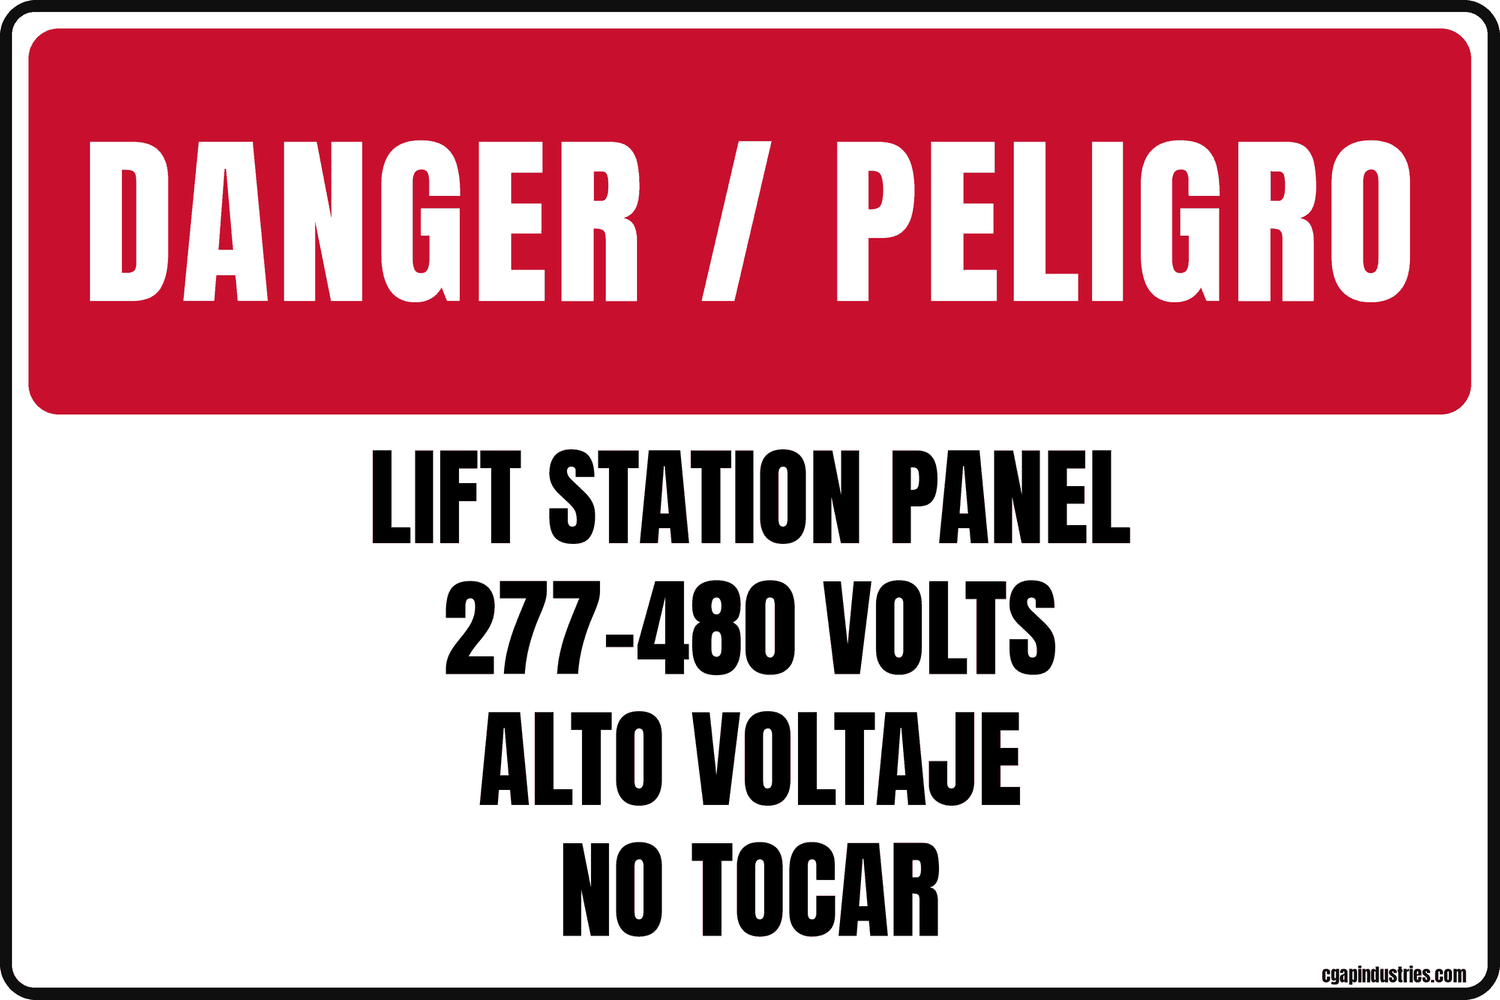 DANGER / PELIGRO
LIFT STATION PANEL
277-480 VOLTS
ALTO VOLTAJE
NO TOCAR
cgapindustries.com